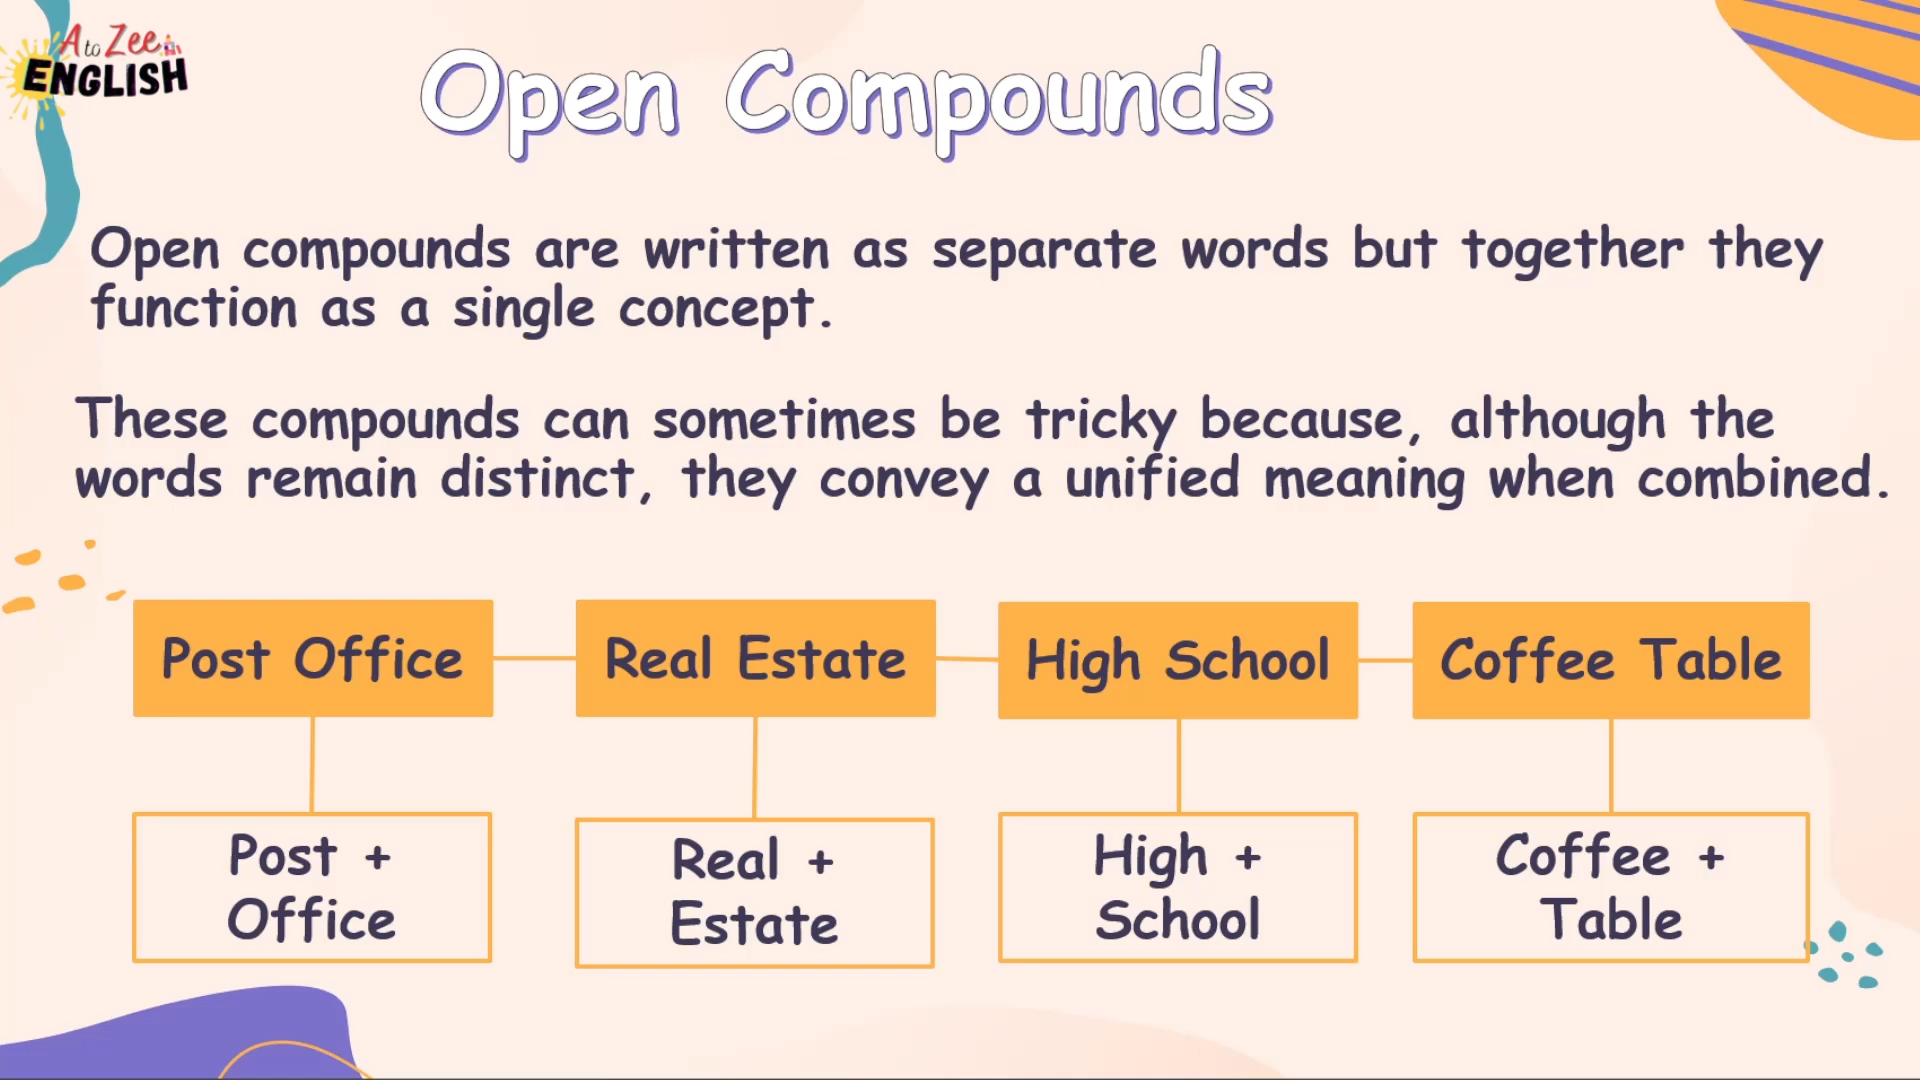 A to Zee
ENGLISH
Open Compounds
Open compounds are written as separate words but together they
function as a single concept.
These compounds can sometimes be tricky because, although the
words remain distinct, they convey a unified meaning when combined.
Post Office
Real Estate
High School
Coffee Table
Post +
Office
Real +
Estate
High +
School
Coffee +
Table